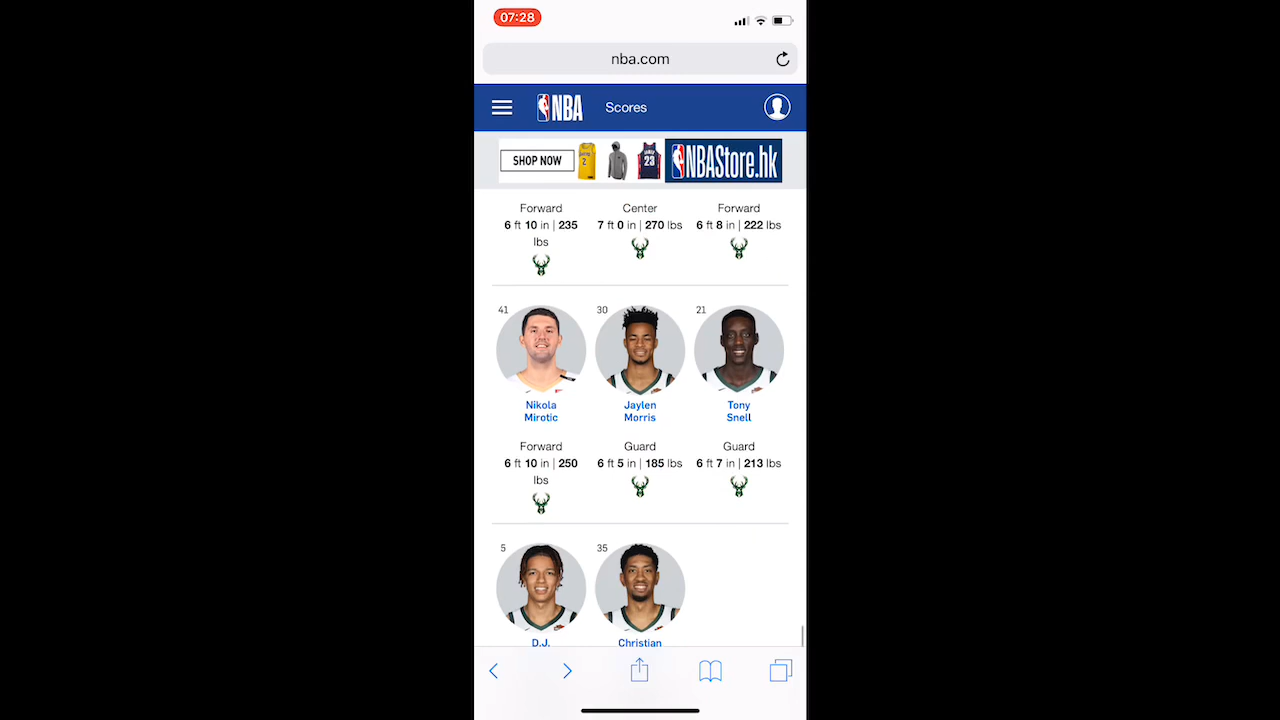 07:28
nba.com
NBA Scores
SHOP NOW 2 23 NBAStore.hk
Forward Center Forward
6 ft 10 in | 235 7 ft 0 in | 270 lbs 6 ft 8 in | 222 lbs
lbs
41 30 21
Nikola Jaylen Tony
Mirotic Morris Snell
Forward Guard Guard
6 ft 10 in | 250 6 ft 5 in | 185 lbs 6 ft 7 in | 213 lbs
lbs
5 35
D.J. Christian